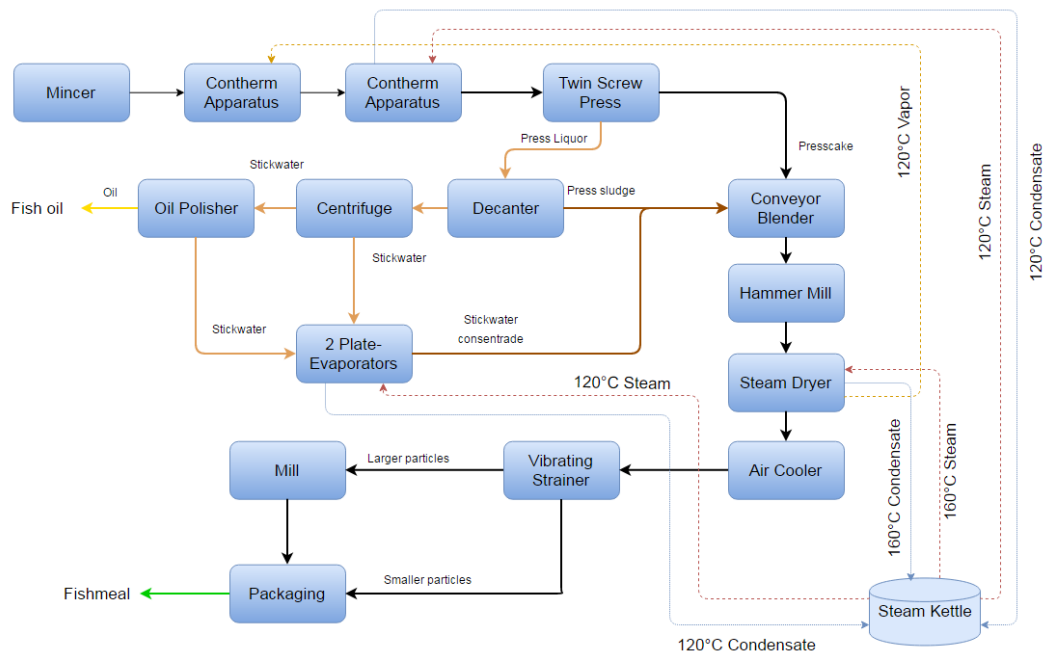 Mincer
Contherm
Apparatus
Contherm
Apparatus
Twin Screw
Press
120°C Vapor
120°C Steam
120°C Condensate
Press Liquor
Presscake
Stickwater
Oil
Press sludge
Fish oil
Oil Polisher
Centrifuge
Decanter
Conveyor
Blender
Stickwater
Hammer Mill
Stickwater
Stickwater
consentrade
2 Plate-
Evaporators
120°C Steam
Steam Dryer
160°C Condensate
160°C Steam
Mill
Larger particles
Vibrating
Strainer
Air Cooler
Smaller particles
Fishmeal
Packaging
Steam Kettle
120°C Condensate